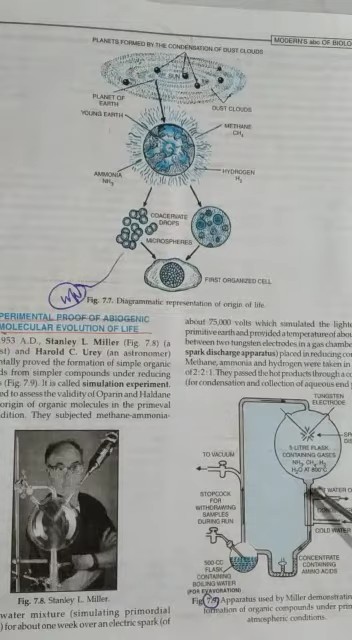 MODERN'S abc OF BIOLO
PLANETS FORMED BY THE CONDENSATION OF DUST CLOUDS
SUN
PLANET OF
EARTH
DUST CLOUDS
YOUNG EARTH
METHANE
CH₄
AMMONIA
NH₃
HYDROGEN
H₂
COACERVATE
DROPS
MICROSPHERES
FIRST ORGANIZED CELL
Fig. 7.7. Diagrammatic representation of origin of life.
PERIMENTAL PROOF OF ABIOGENIC
MOLECULAR EVOLUTION OF LIFE
953 A.D., Stanley L. Miller (Fig. 7.8) (a
st) and Harold C. Urey (an astronomer)
ntally proved the formation of simple organic
ds from simpler compounds under reducing
s (Fig. 7.9). It is called simulation experiment.
ed to assess the validity of Oparin and Haldane
origin of organic molecules in the primeval
dition. They subjected methane-ammonia-
Fig. 7.8. Stanley L. Miller.
water mixture (simulating primordial
) for about one week over an electric spark (of
about 75,000 volts which simulated the lightn
primitive earth and provided a temperature of abou
between two tungsten electrodes in a gas chambe
spark discharge apparatus) placed in reducing con
Methane, ammonia and hydrogen were taken in
of 2 : 2 : 1. They passed the hot products through a co
(for condensation and collection of aqueous end p
TUNGSTEN
ELECTRODE
5-LITRE FLASK
CONTAINING GASES
NH₃, CH₄, H₂
H₂O AT 800°C
TO VACUUM
STOPCOCK
FOR
WITHDRAWING
SAMPLES
DURING RUN
WATER O
COLD WATER
500 CC
FLASK
CONTAINING
BOILING WATER
(FOR EVAPORATION)
CONCENTRATE
CONTAINING
AMINO ACIDS
Fig. 7.9. Apparatus used by Miller demonstratin
formation of organic compounds under prim
atmospheric conditions.